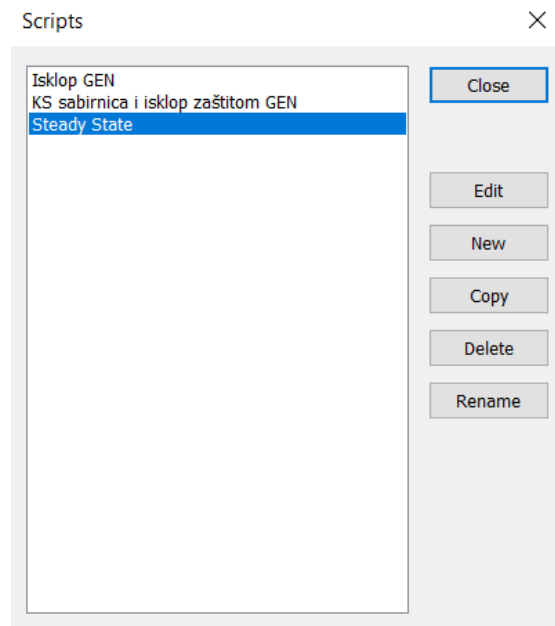 Scripts
Isklop GEN
KS sabirnica i isklop zaštitom GEN
Steady State
Close
Edit
New
Copy
Delete
Rename